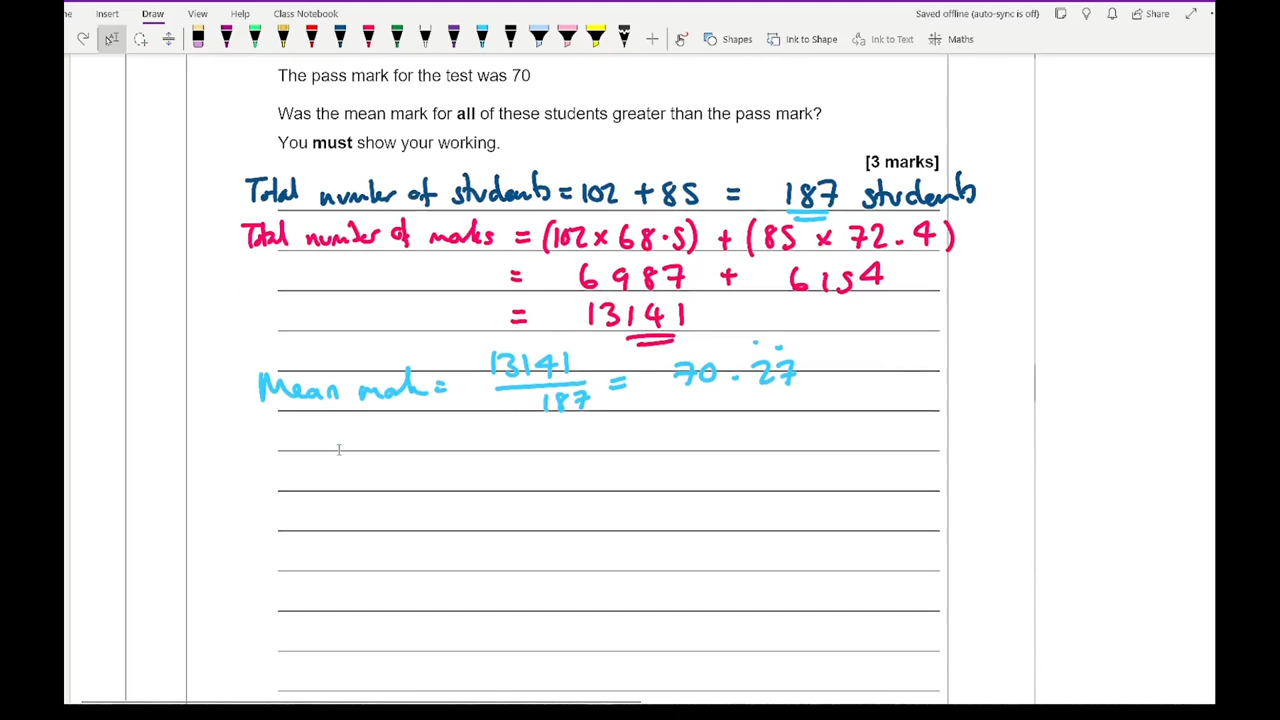 Insert Draw View Help Class Notebook Saved offline (auto-sync is off) Share
Shapes Ink to Shape Ink to Text Maths
The pass mark for the test was 70
Was the mean mark for all of these students greater than the pass mark?
You must show your working.
[3 marks]
Total number of students = 102 + 85 = 187 students
Total number of marks = (102 × 68.5) + (85 × 72.4)
= 6987 + 6154
= 13141
Mean mark = 13141/187 = 70.2̇7̇